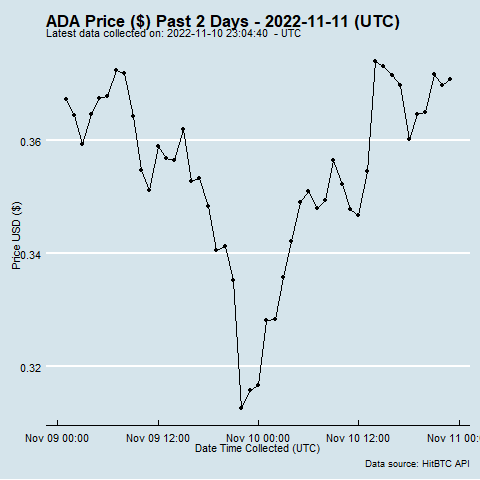 ADA Price ($) Past 2 Days - 2022-11-11 (UTC)
Latest data collected on: 2022-11-10 23:04:40 - UTC
0.36
0.34
0.32
Price USD ($)
Nov 09 00:00 Nov 09 12:00 Nov 10 00:00 Nov 10 12:00 Nov 11 00:
Date Time Collected (UTC)
Data source: HitBTC API